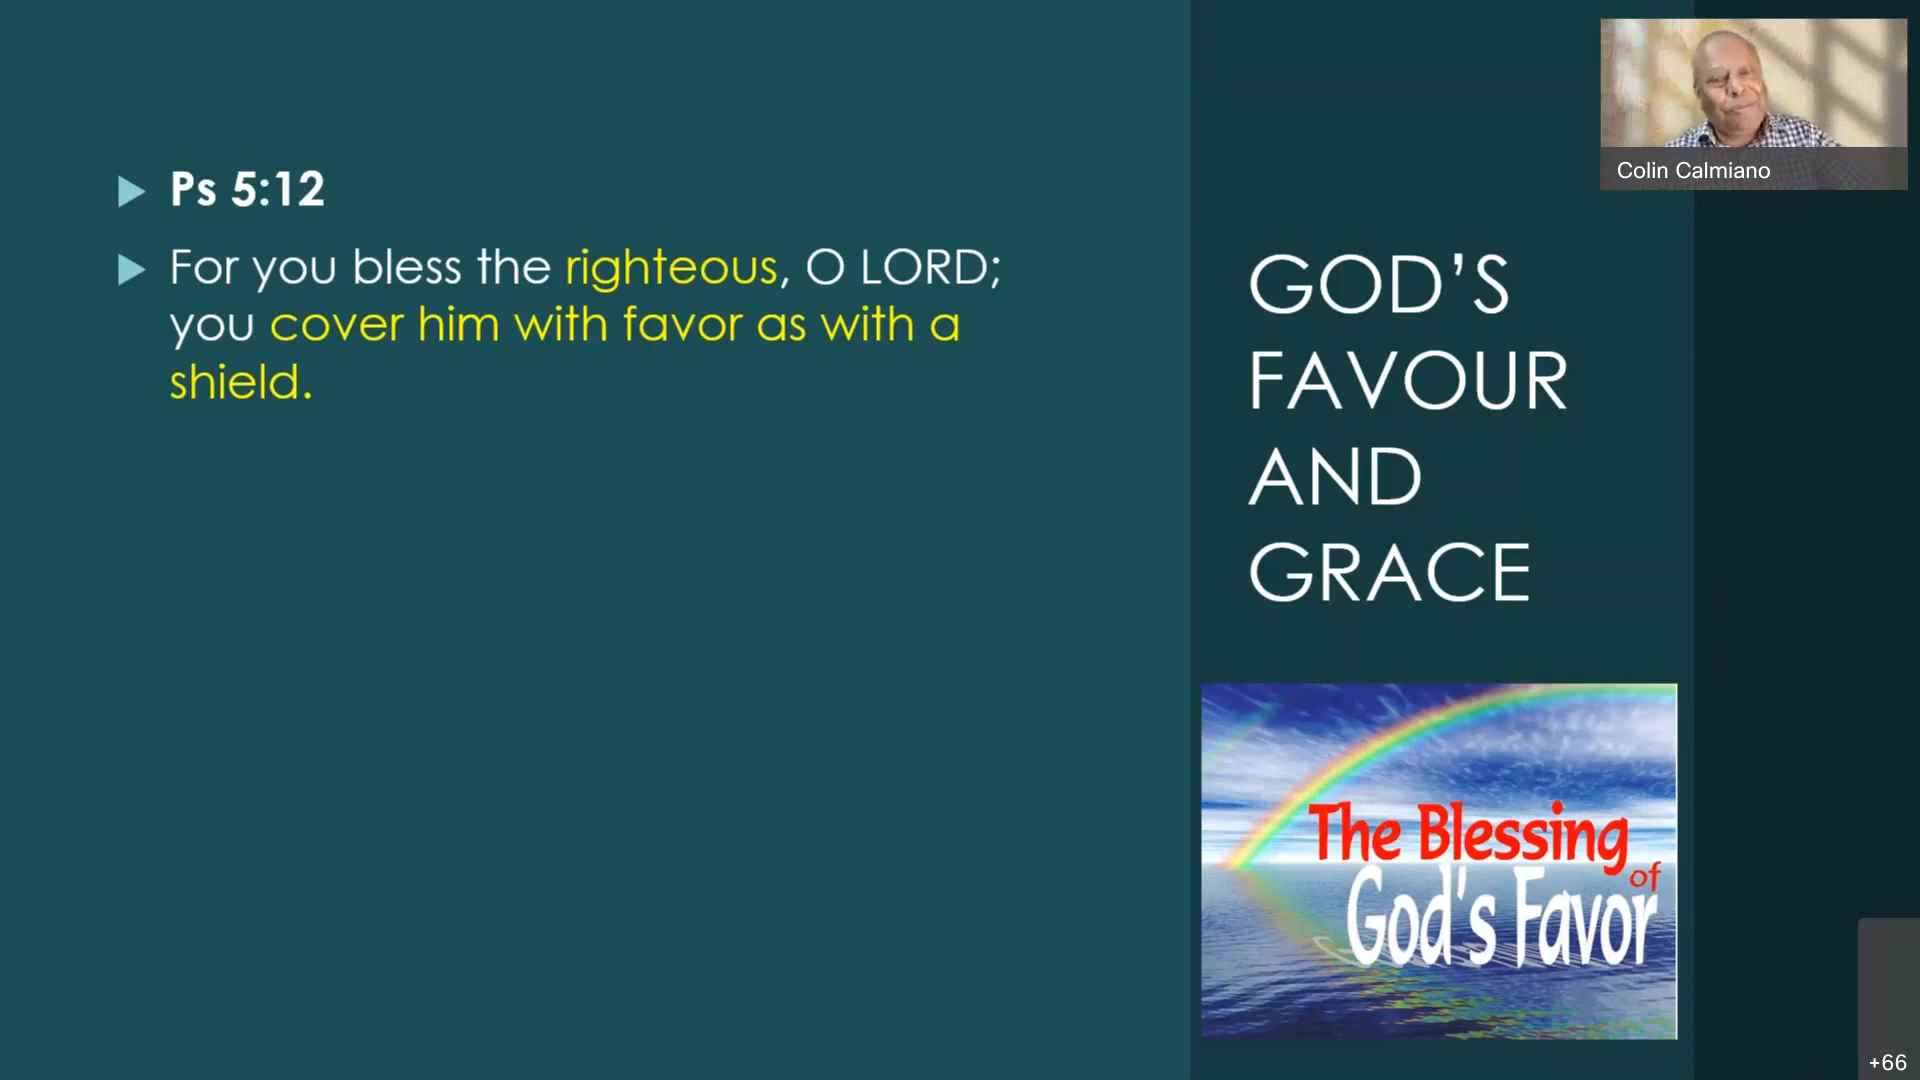 Ps 5:12
For you bless the righteous, O LORD;
you cover him with favor as with a
shield.
Colin Calmiano
GOD’S
FAVOUR
AND
GRACE
The Blessing
of
God's Favor
+66